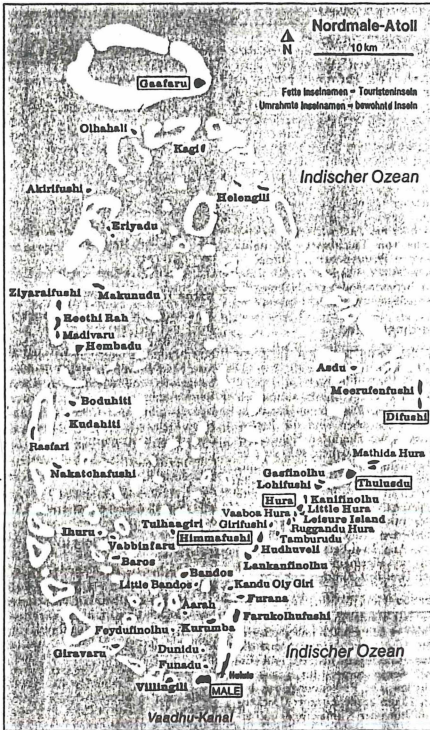 Nordmale-Atoll
N
10 km
Gaafaru
Fette Inselnamen = Touristeninseln
Umrahmte Inselnamen = bewohnte Inseln
Olhahali
Kagi
Indischer Ozean
Akirifushi
Helengili
Eriyadu
Ziyaraifushi
Makunudu
Reethi Rah
Madivaru
Hembadu
Asdu
Meerufenfushi
Boduhiti
Difushi
Kudahiti
Rasfari
Mathida Hura
Nakatchafushi
Gasfinolhu
Lohifushi
Thulusdu
Hura
Kanifinolhu
Vaaboa Hura
Little Hura
Tulhaagiri
Girifushi
Leisure Island
Ihuru
Himmafushi
Ruggandu Hura
Vabbinfaru
Tamburudu
Hudhuveli
Baros
Lankanfinolhu
Bandos
Little Bandos
Kandu Oly Giri
Furana
Aarah
Farukolhufushi
Feydufinolhu
Kurumba
Giravaru
Dunidu
Indischer Ozean
Funadu
Hulule
Villingili
MALE
Vaadhu-Kanal